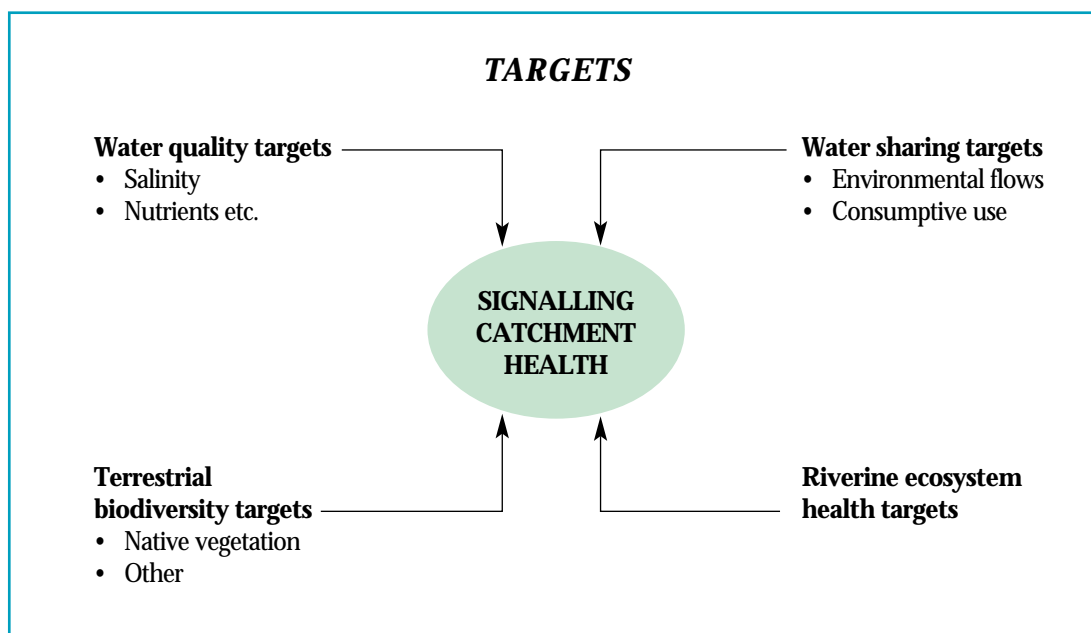 TARGETS
Water quality targets
• Salinity
• Nutrients etc.
Water sharing targets
• Environmental flows
• Consumptive use
SIGNALLING
CATCHMENT
HEALTH
Terrestrial
biodiversity targets
• Native vegetation
• Other
Riverine ecosystem
health targets